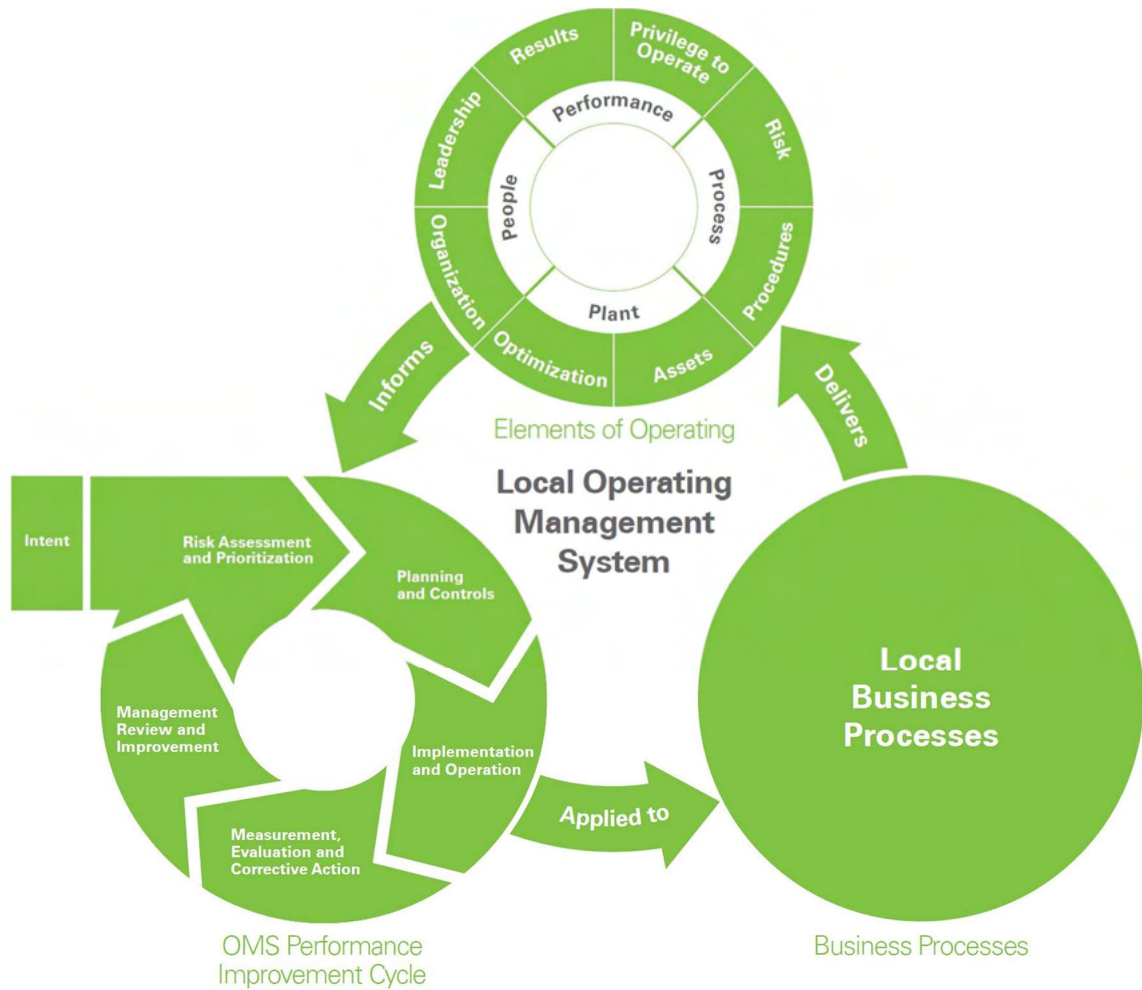 Results
Privilege to
Operate
Leadership
Risk
Performance
People
Process
Organization
Procedures
Plant
Optimization
Assets
Informs
Delivers
Elements of Operating
Local Operating
Management
System
Intent
Risk Assessment
and Prioritization
Planning
and Controls
Local
Business
Processes
Management
Review and
Improvement
Implementation
and Operation
Applied to
Measurement,
Evaluation and
Corrective Action
OMS Performance
Improvement Cycle
Business Processes